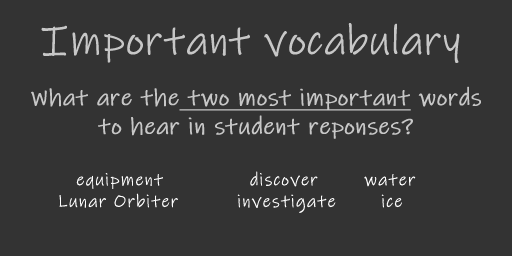 Important vocabulary
What are the two most important words
to hear in student reponses?
equipment discover water
Lunar Orbiter investigate ice